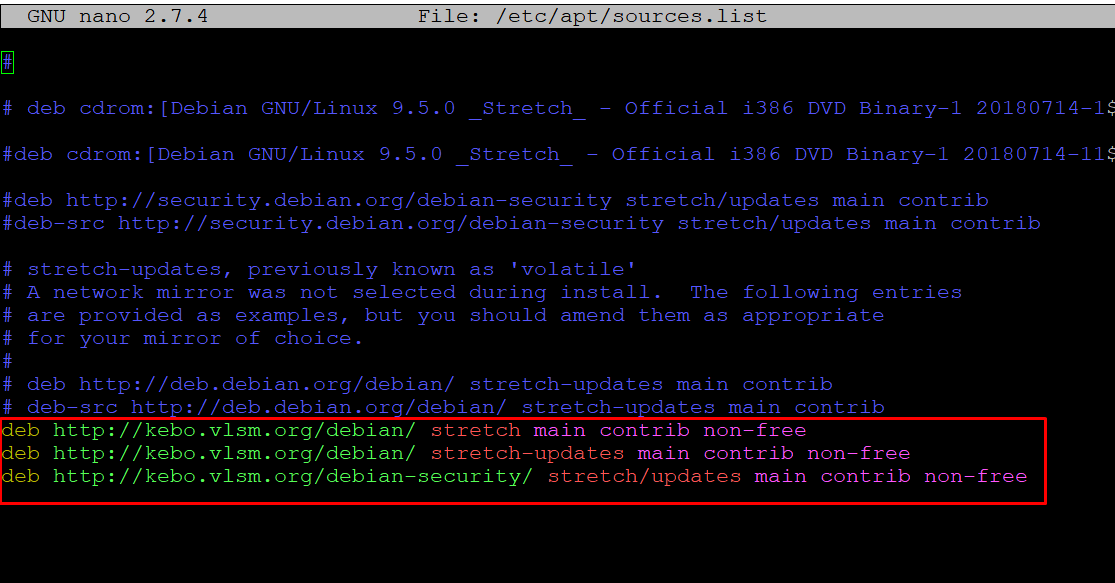 GNU nano 2.7.4 File: /etc/apt/sources.list
#
# deb cdrom:[Debian GNU/Linux 9.5.0 _Stretch_ - Official i386 DVD Binary-1 20180714-1$
#deb cdrom:[Debian GNU/Linux 9.5.0 _Stretch_ - Official i386 DVD Binary-1 20180714-11$
#deb http://security.debian.org/debian-security stretch/updates main contrib
#deb-src http://security.debian.org/debian-security stretch/updates main contrib
# stretch-updates, previously known as 'volatile'
# A network mirror was not selected during install.  The following entries
# are provided as examples, but you should amend them as appropriate
# for your mirror of choice.
#
# deb http://deb.debian.org/debian/ stretch-updates main contrib
# deb-src http://deb.debian.org/debian/ stretch-updates main contrib
deb http://kebo.vlsm.org/debian/ stretch main contrib non-free
deb http://kebo.vlsm.org/debian/ stretch-updates main contrib non-free
deb http://kebo.vlsm.org/debian-security/ stretch/updates main contrib non-free